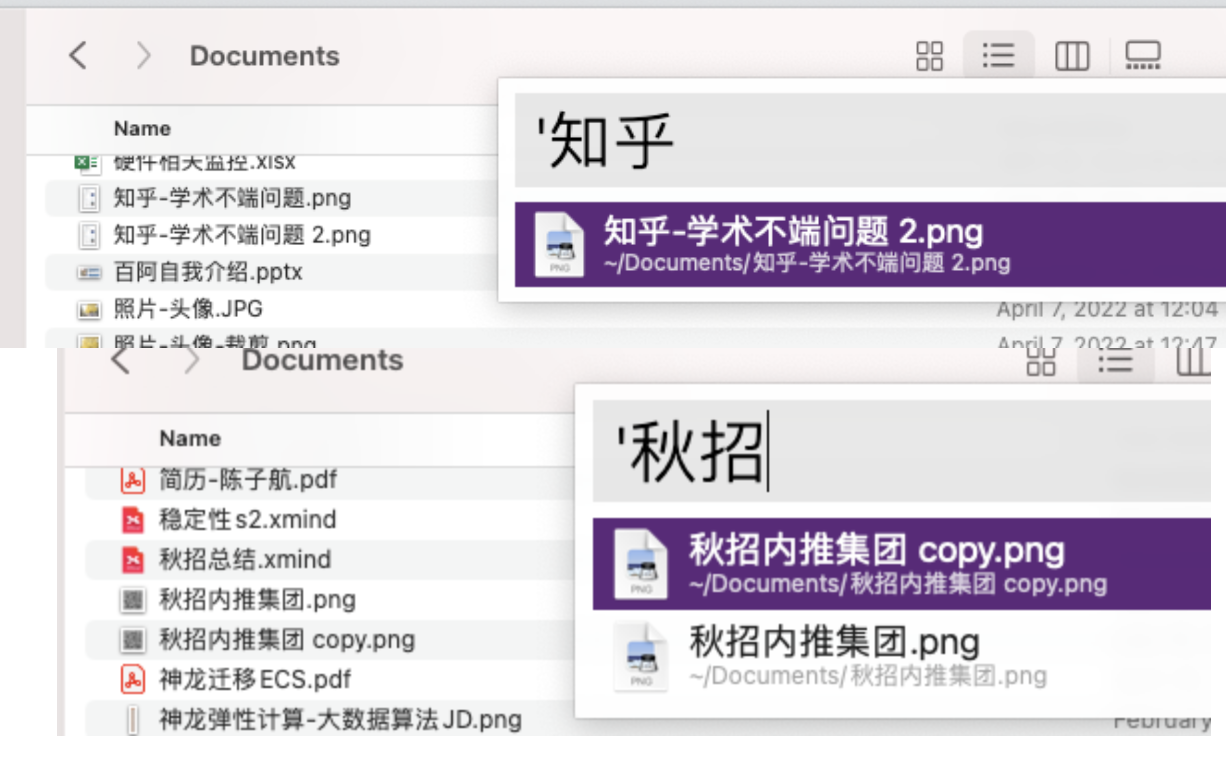 Documents
Name
硬件相关监控.xlsx
知乎-学术不端问题.png
知乎-学术不端问题 2.png
百阿自我介绍.pptx
照片-头像.JPG
照片-头像-裁剪.png
'知乎
PNG
知乎-学术不端问题 2.png
~/Documents/知乎-学术不端问题 2.png
April 7, 2022 at 12:04
April 7, 2022 at 12:47
Documents
Name
简历-陈子航.pdf
稳定性s2.xmind
秋招总结.xmind
秋招内推集团.png
秋招内推集团 copy.png
神龙迁移ECS.pdf
神龙弹性计算-大数据算法JD.png
'秋招
PNG
秋招内推集团 copy.png
~/Documents/秋招内推集团 copy.png
PNG
秋招内推集团.png
~/Documents/秋招内推集团.png
February